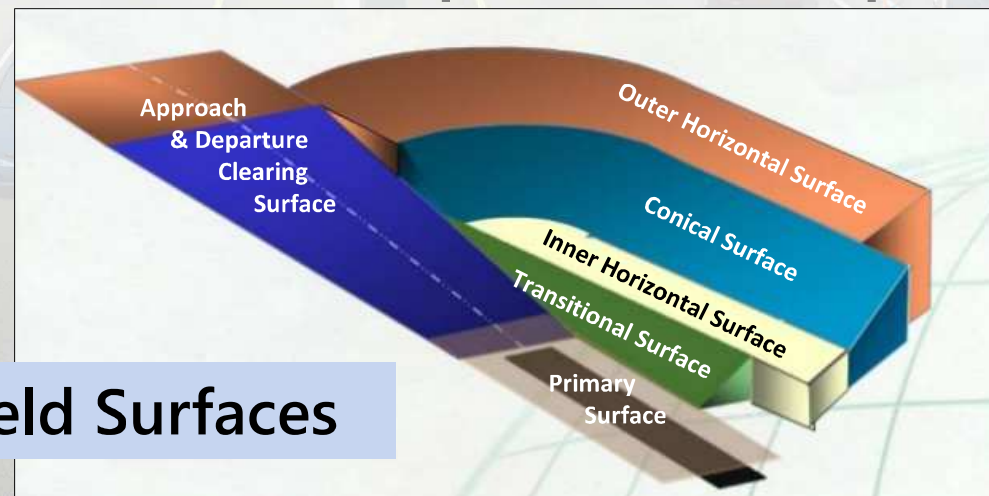 Outer Horizontal Surface
Approach
& Departure
Clearing
Surface
Conical Surface
Inner Horizontal Surface
Transitional Surface
Primary
Surface
eld Surfaces